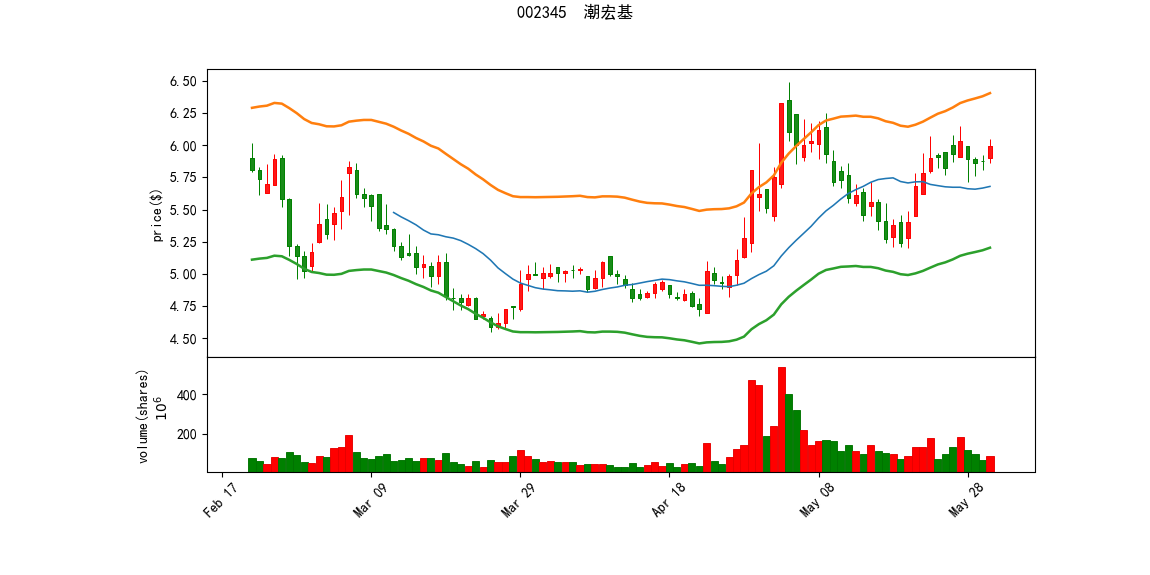 002345 潮宏基
6.50
6.25
6.00
5.75
5.50
5.25
5.00
4.75
4.50
price($)
400
200
volume(shares)
10^6
Feb 17
Mar 09
Mar 29
Apr 18
May 08
May 28